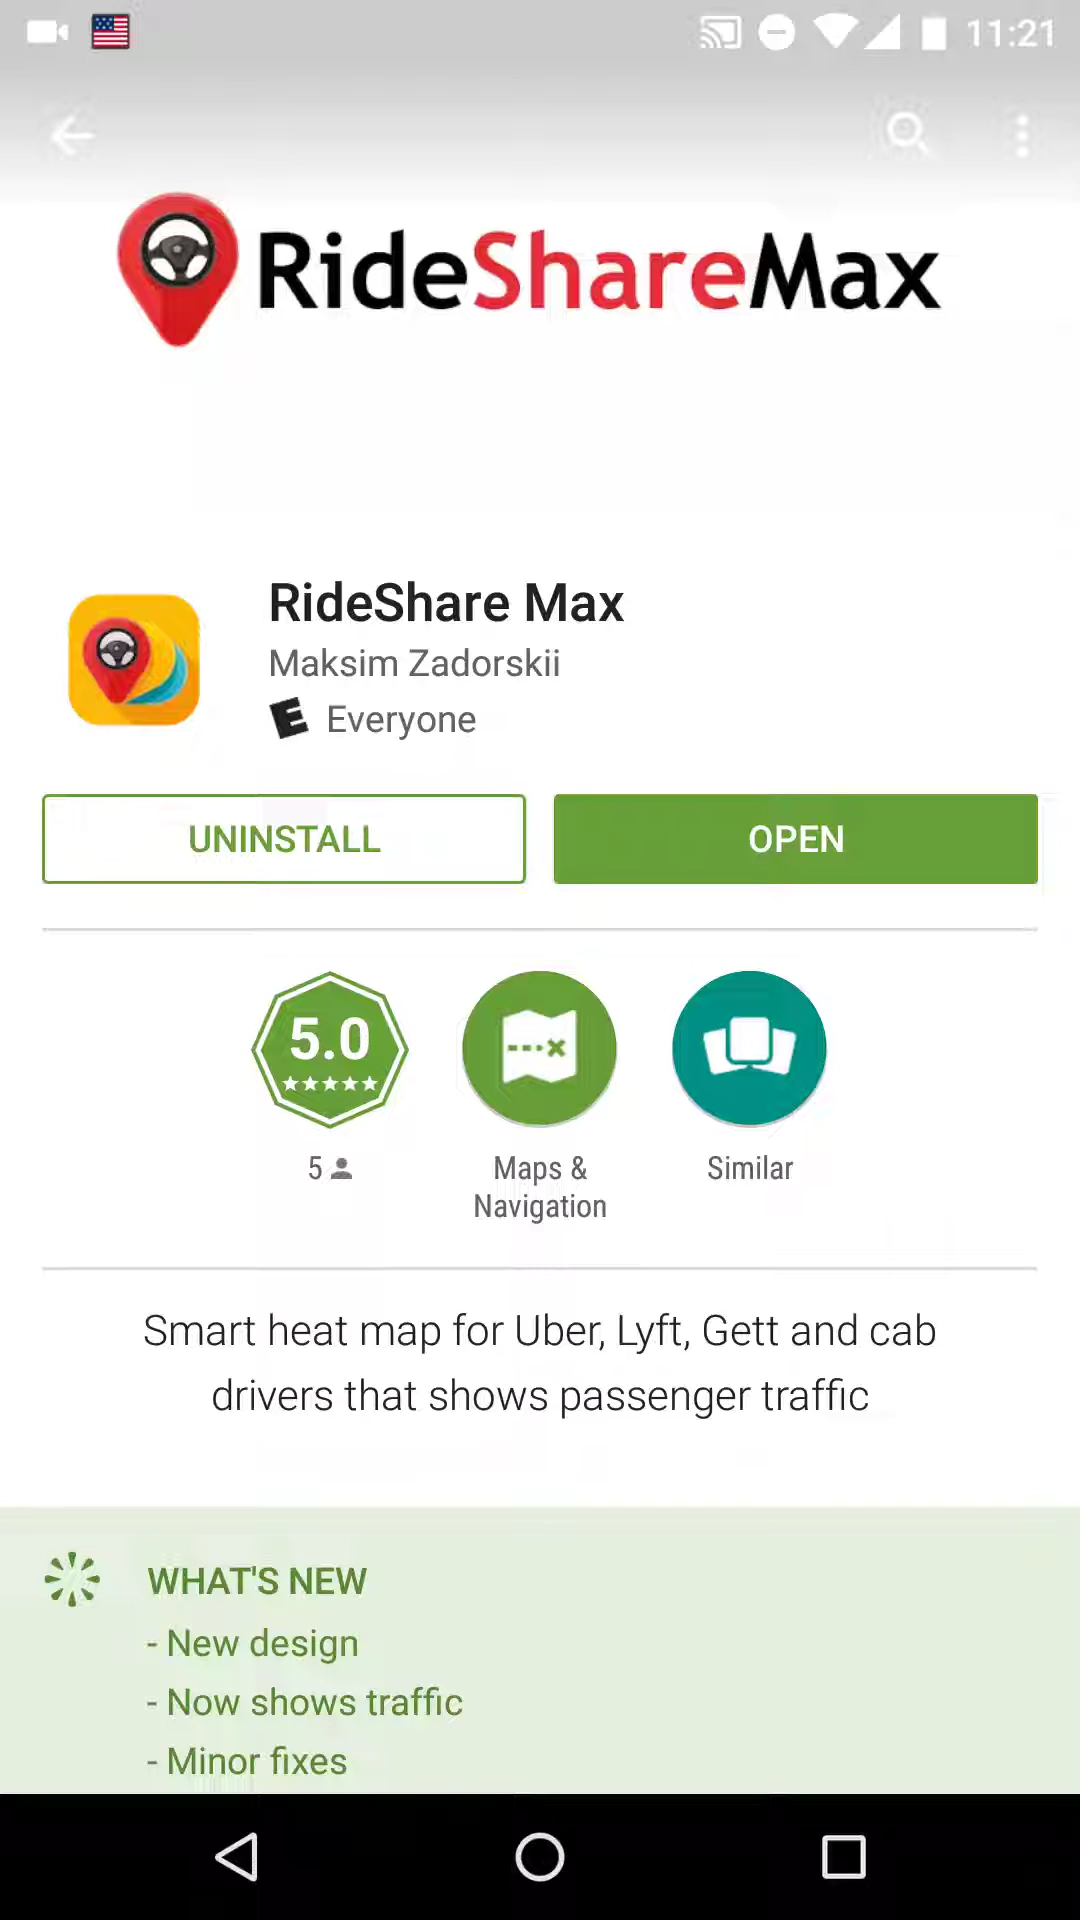 11:21
RideShareMax
RideShare Max
Maksim Zadorskii
E Everyone
UNINSTALL
OPEN
5.0
5
Maps &
Navigation
Similar
Smart heat map for Uber, Lyft, Gett and cab
drivers that shows passenger traffic
WHAT'S NEW
- New design
- Now shows traffic
- Minor fixes